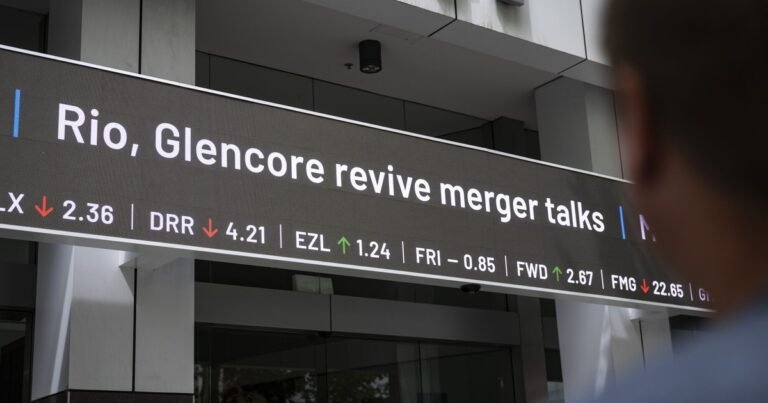 Rio, Glencore revive merger talks
LX ↓ 2.36 | DRR ↓ 4.21 | EZL ↑ 1.24 | FRI – 0.85 | FWD ↑ 2.67 | FMG ↓ 22.65